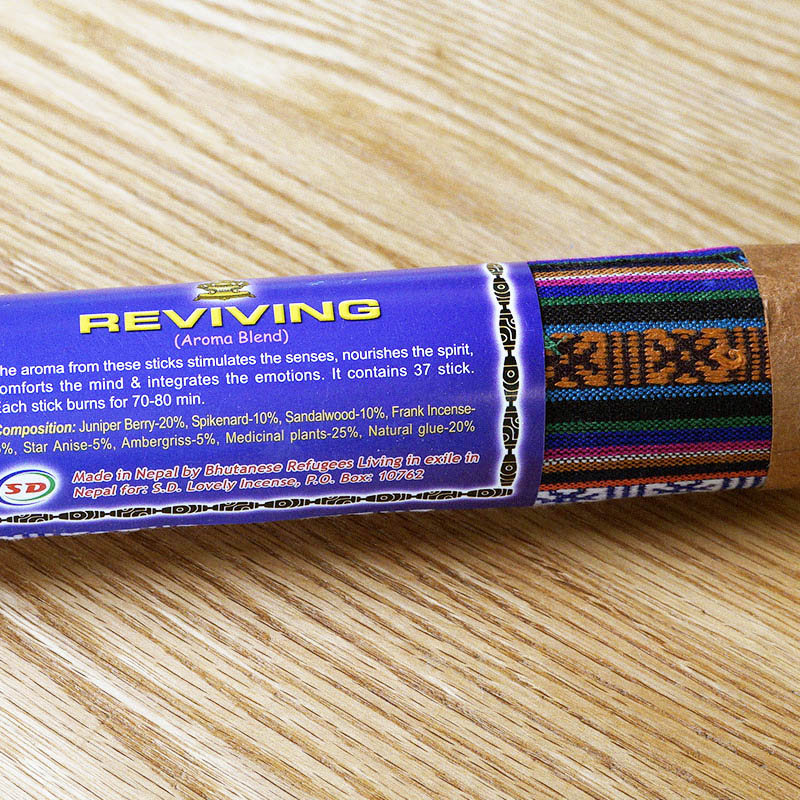 REVIVING
(Aroma Blend)
he aroma from these sticks stimulates the senses, nourishes the spirit,
omforts the mind & integrates the emotions. It contains 37 stick.
Each stick burns for 70-80 min.
Composition: Juniper Berry-20%, Spikenard-10%, Sandalwood-10%, Frank Incense-
%, Star Anise-5%, Ambergriss-5%, Medicinal plants-25%, Natural glue-20%
SD
Made in Nepal by Bhutanese Refugees Living in exile in
Nepal for: S.D. Lovely Incense, P.O. Box: 10762